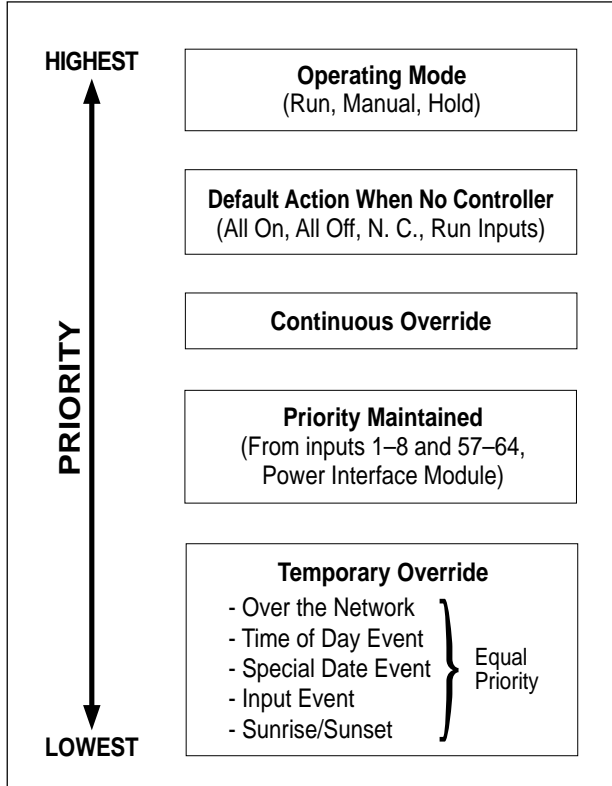 HIGHEST
Operating Mode
(Run, Manual, Hold)
Default Action When No Controller
(All On, All Off, N. C., Run Inputs)
Continuous Override
PRIORITY
Priority Maintained
(From inputs 1–8 and 57–64,
Power Interface Module)
Temporary Override
- Over the Network
- Time of Day Event
- Special Date Event
- Input Event
- Sunrise/Sunset
Equal
Priority
LOWEST